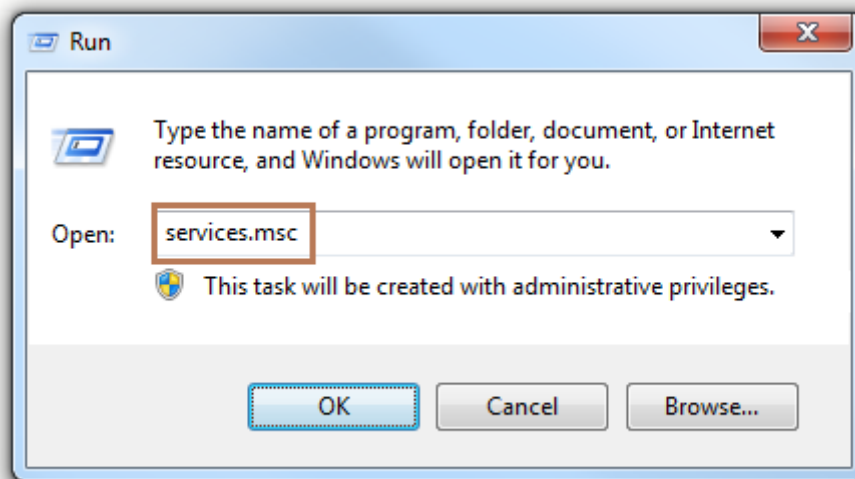 Run
Type the name of a program, folder, document, or Internet
resource, and Windows will open it for you.
Open: services.msc
This task will be created with administrative privileges.
OK Cancel Browse...